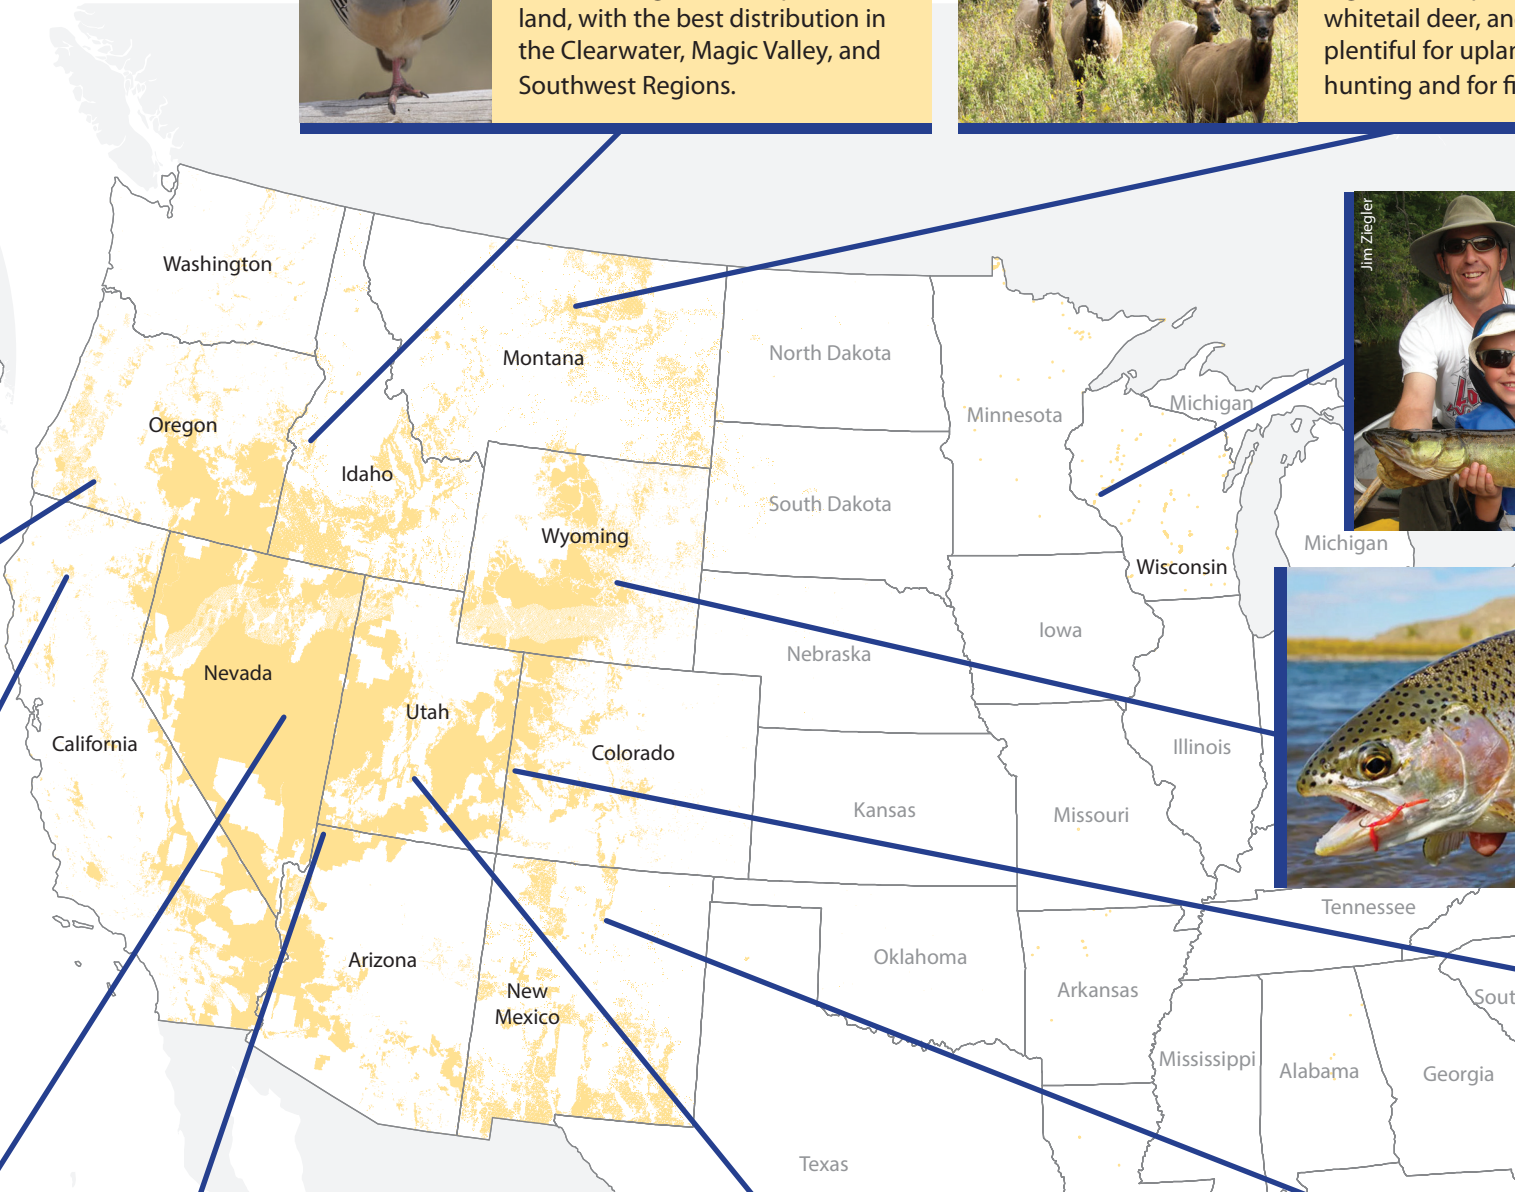 land, with the best distribution in
the Clearwater, Magic Valley, and
Southwest Regions.
whitetail deer, an
plentiful for uplan
hunting and for fi
Jim Ziegler
Washington
Montana
North Dakota
Minnesota
Michigan
Oregon
Idaho
South Dakota
Wyoming
Michigan
Wisconsin
Iowa
Nebraska
Nevada
Utah
California
Colorado
Illinois
Kansas
Missouri
Tennessee
Arizona
Oklahoma
New
Mexico
Arkansas
Sout
Mississippi
Alabama
Georgia
Texas